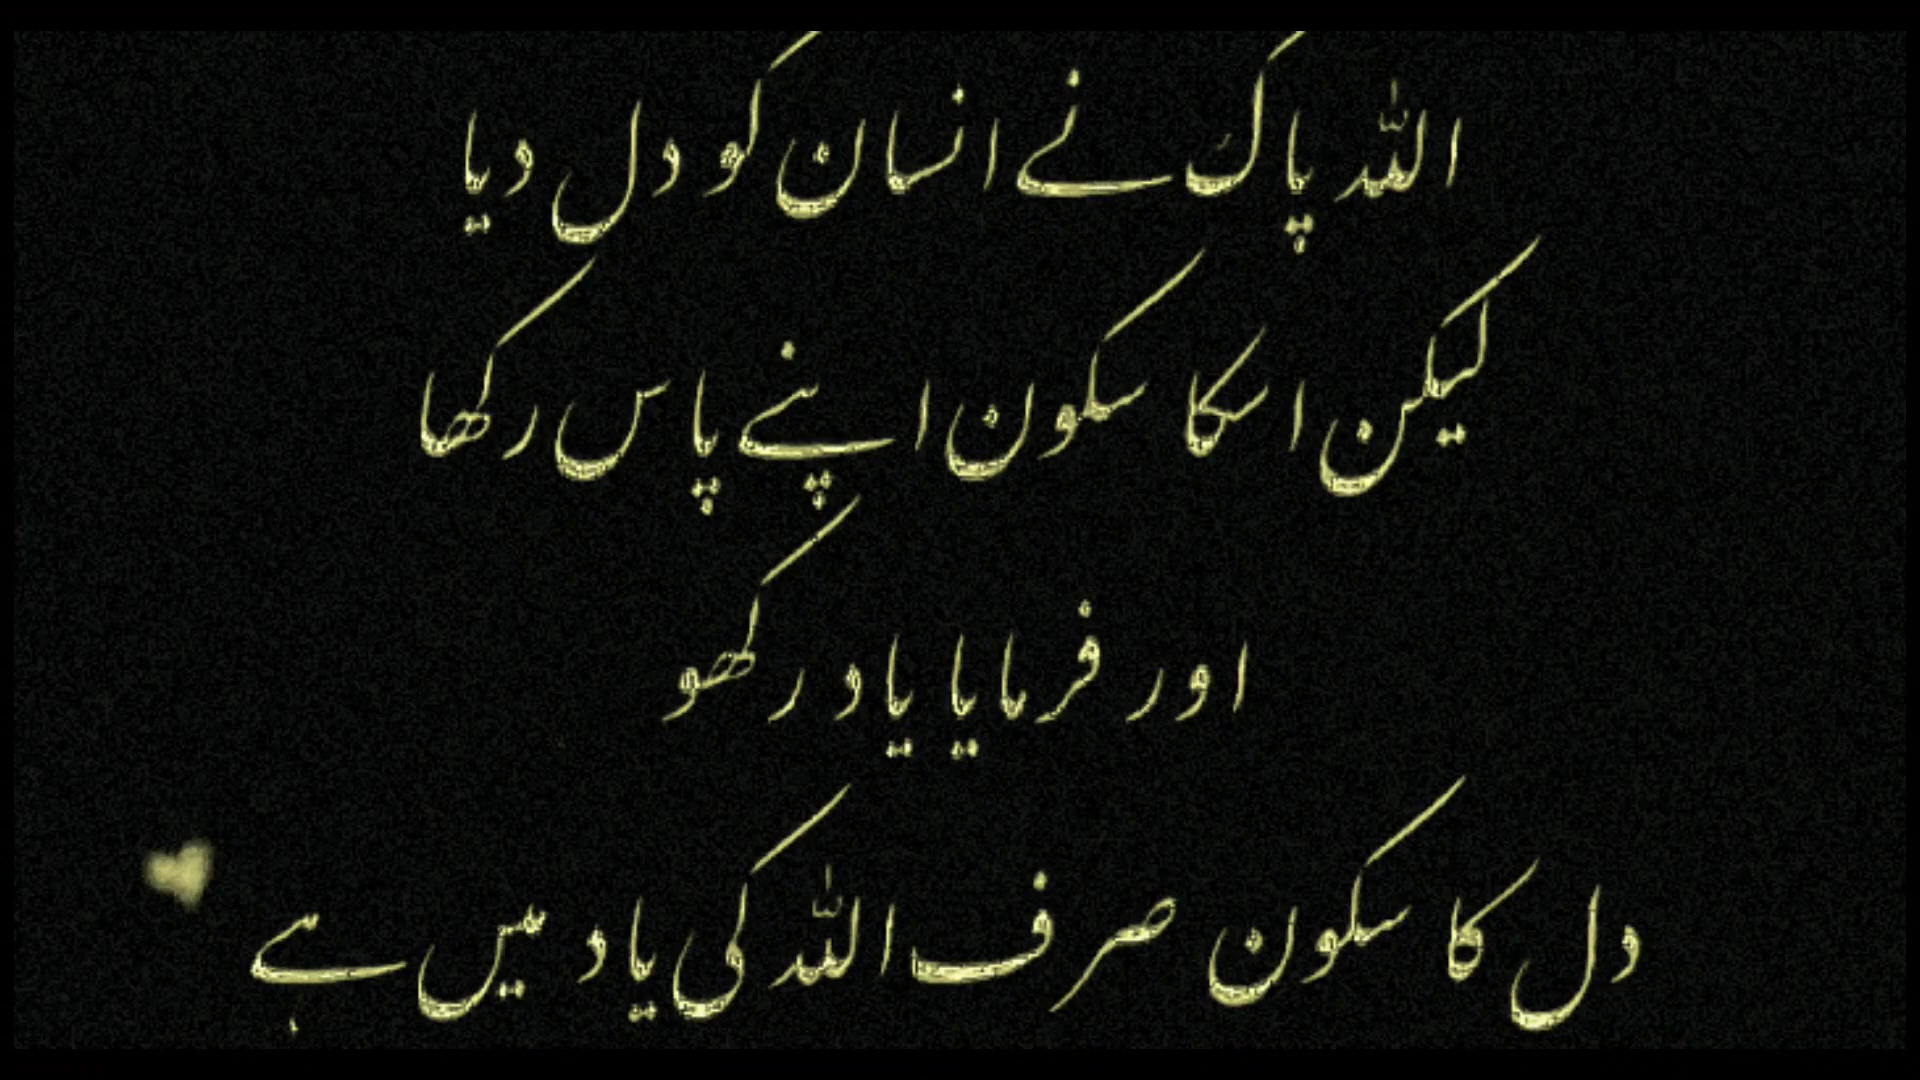 اللہ پاک نے انسان کو دل دیا
لیکن اسکا سکون اپنے پاس رکھا
اور فرمایا یاد رکھو
دل کا سکون صرف اللہ کی یاد میں ہے